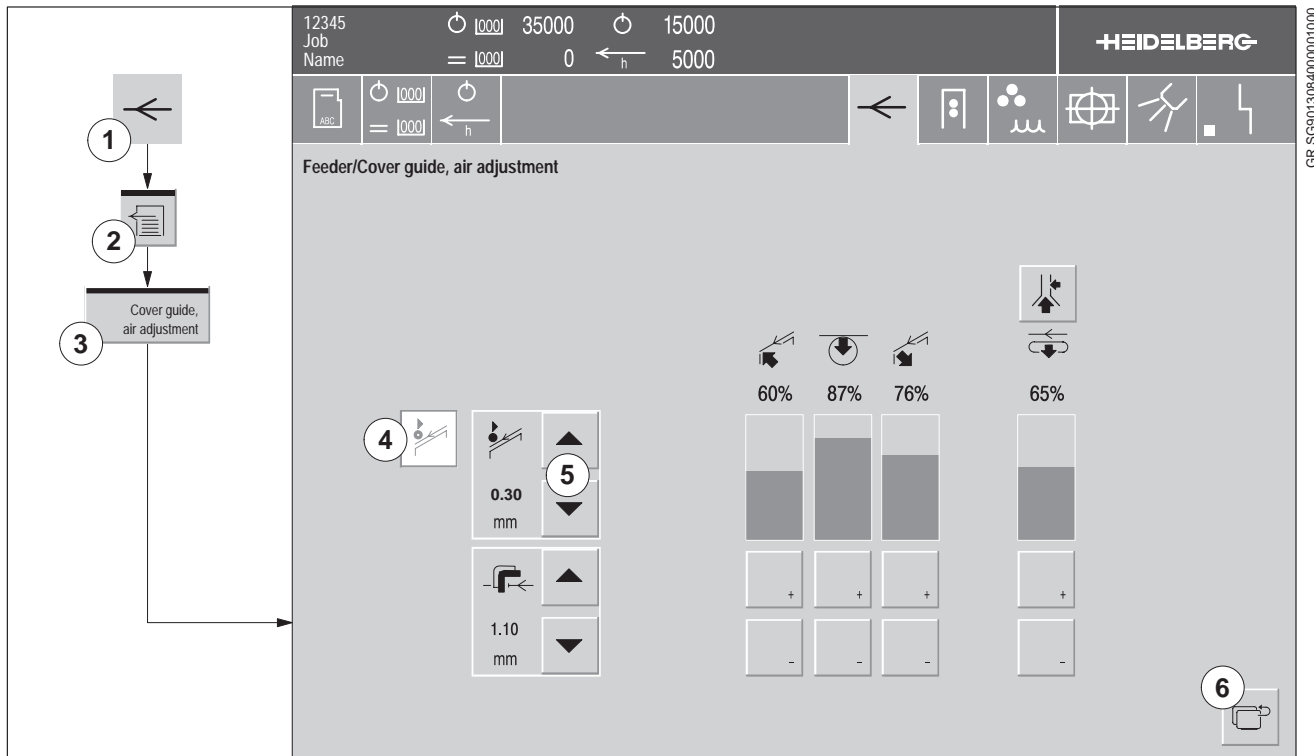 12345
Job
Name
000 35000 15000
= 000 0 h 5000
HEIDELBERG
ABC
000
= 000
h
Feeder/Cover guide, air adjustment
1
2
Cover guide,
air adjustment
3
60% 87% 76% 65%
4
5
0.30
mm
+ + + +
1.10
mm
- - - -
6
GR.SG9013084000001000